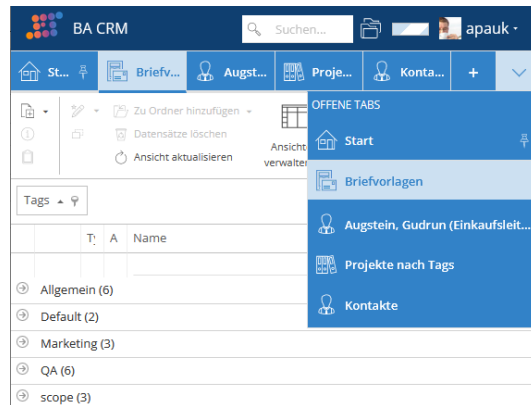 BA CRM
Suchen...
apauk
St...
Briefv...
Augst...
Proje...
Konta...
+
OFFENE TABS
Start
Briefvorlagen
Augstein, Gudrun (Einkaufsleit...
Projekte nach Tags
Kontakte
Zu Ordner hinzufügen
Datensätze löschen
Ansicht aktualisieren
Tags
A Name
Allgemein (6)
Default (2)
Marketing (3)
QA (6)
scope (3)